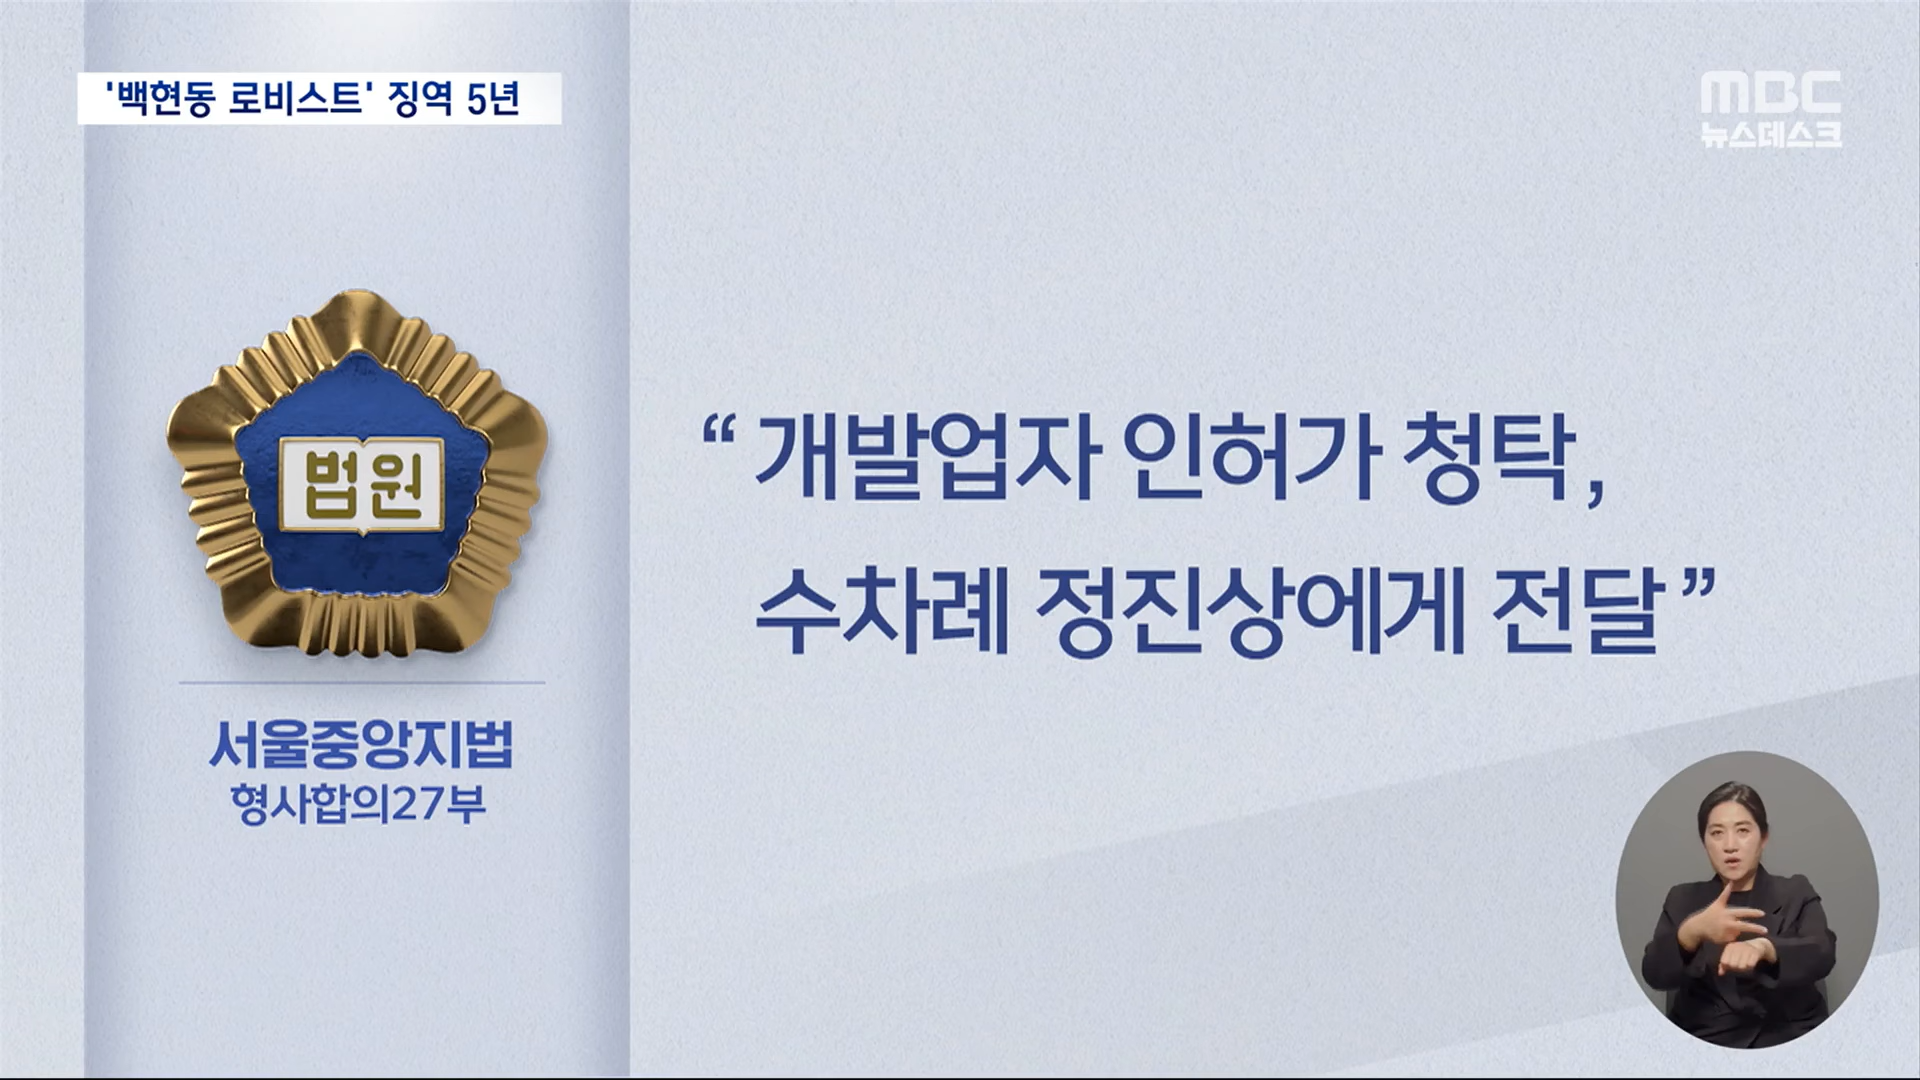 '백현동 로비스트' 징역 5년
MBC
뉴스데스크
법원
서울중앙지법
형사합의27부
“개발업자 인허가 청탁,
수차례 정진상에게 전달”